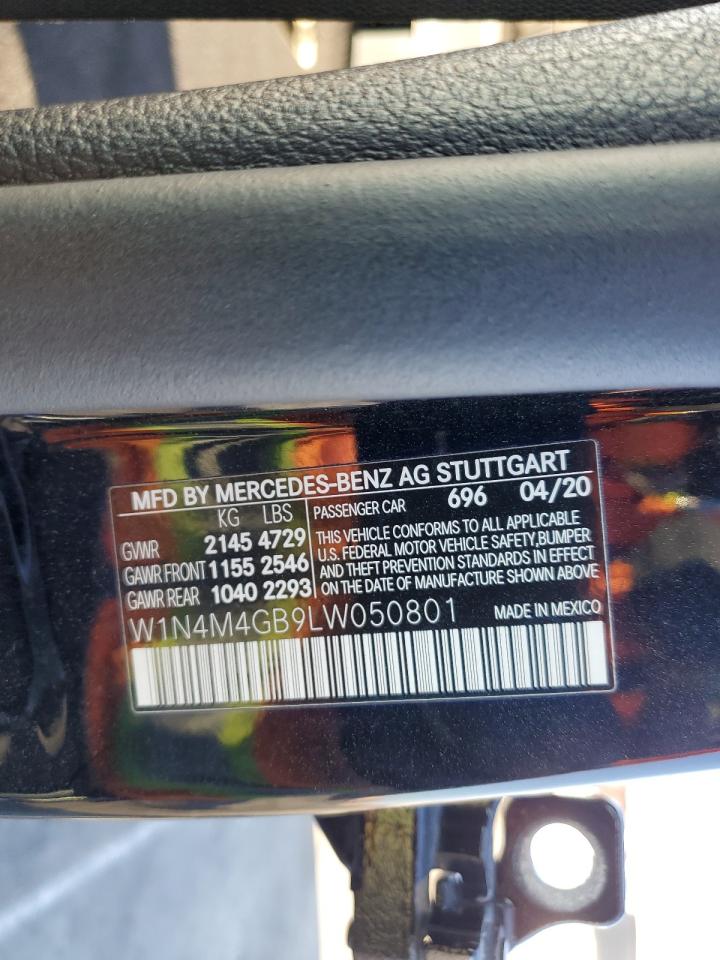 MFD BY MERCEDES-BENZ AG STUTTGART
KG LBS
GVWR 2145 4729
GAWR FRONT 1155 2546
GAWR REAR 1040 2293
PASSENGER CAR 696 04/20
THIS VEHICLE CONFORMS TO ALL APPLICABLE
U.S. FEDERAL MOTOR VEHICLE SAFETY,BUMPER
AND THEFT PREVENTION STANDARDS IN EFFECT
ON THE DATE OF MANUFACTURE SHOWN ABOVE
W1N4M4GB9LW050801 MADE IN MEXICO